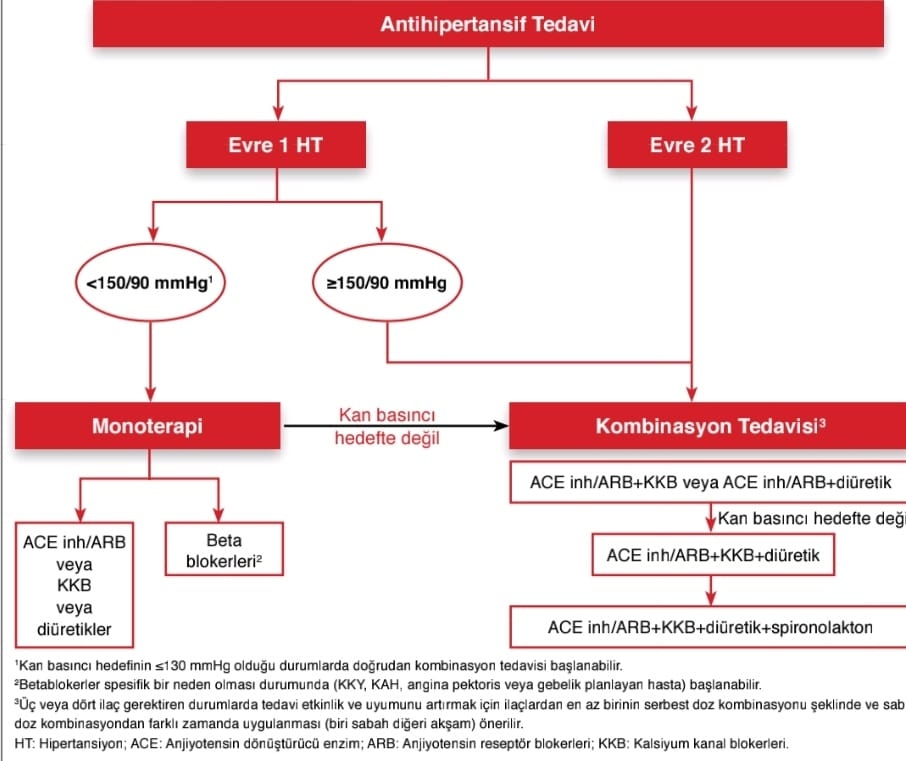 Antihipertansif Tedavi
Evre 1 HT
Evre 2 HT
<150/90 mmHg¹
≥150/90 mmHg
Monoterapi
Kan basıncı
hedefte değil
Kombinasyon Tedavisi³
ACE inh/ARB
veya
KKB
veya
diüretikler
Beta
blokerleri²
ACE inh/ARB+KKB veya ACE inh/ARB+diüretik
Kan basıncı hedefte deği
ACE inh/ARB+KKB+diüretik
ACE inh/ARB+KKB+diüretik+spironolakton
¹Kan basıncı hedefinin ≤130 mmHg olduğu durumlarda doğrudan kombinasyon tedavisi başlanabilir.
²Betablokerler spesifik bir neden olması durumunda (KKY, KAH, angina pektoris veya gebelik planlayan hasta) başlanabilir.
³Üç veya dört ilaç gerektiren durumlarda tedavi etkinlik ve uyumunu artırmak için ilaçlardan en az birinin serbest doz kombinasyonu şeklinde ve sab
doz kombinasyondan farklı zamanda uygulanması (biri sabah diğeri akşam) önerilir.
HT: Hipertansiyon; ACE: Anjiyotensin dönüştürücü enzim; ARB: Anjiyotensin reseptör blokerleri; KKB: Kalsiyum kanal blokerleri.